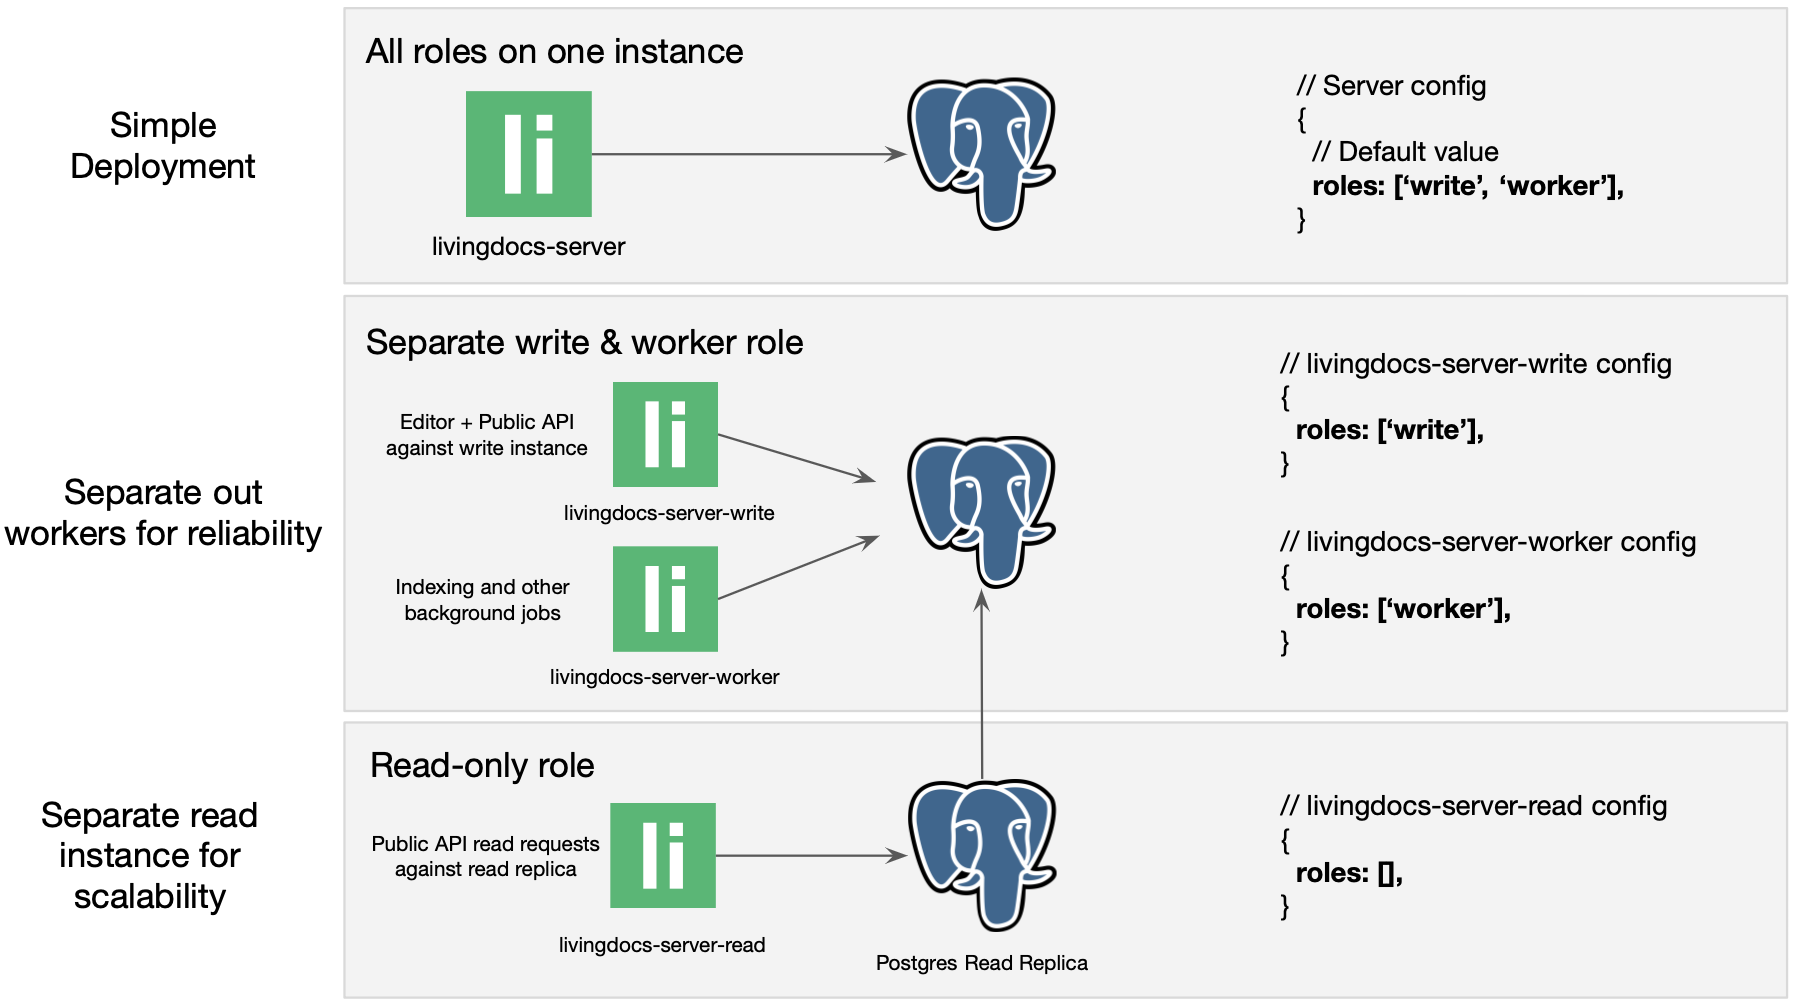 Simple
Deployment
All roles on one instance
li
livingdocs-server
// Server config
{
// Default value
roles: [‘write’, ‘worker’],
}
Separate out
workers for reliability
Separate write & worker role
Editor + Public API
against write instance
li
livingdocs-server-write
Indexing and other
background jobs
li
livingdocs-server-worker
// livingdocs-server-write config
{
roles: [‘write’],
}
// livingdocs-server-worker config
{
roles: [‘worker’],
}
Separate read
instance for
scalability
Read-only role
Public API read requests
against read replica
li
livingdocs-server-read
Postgres Read Replica
// livingdocs-server-read config
{
roles: [],
}